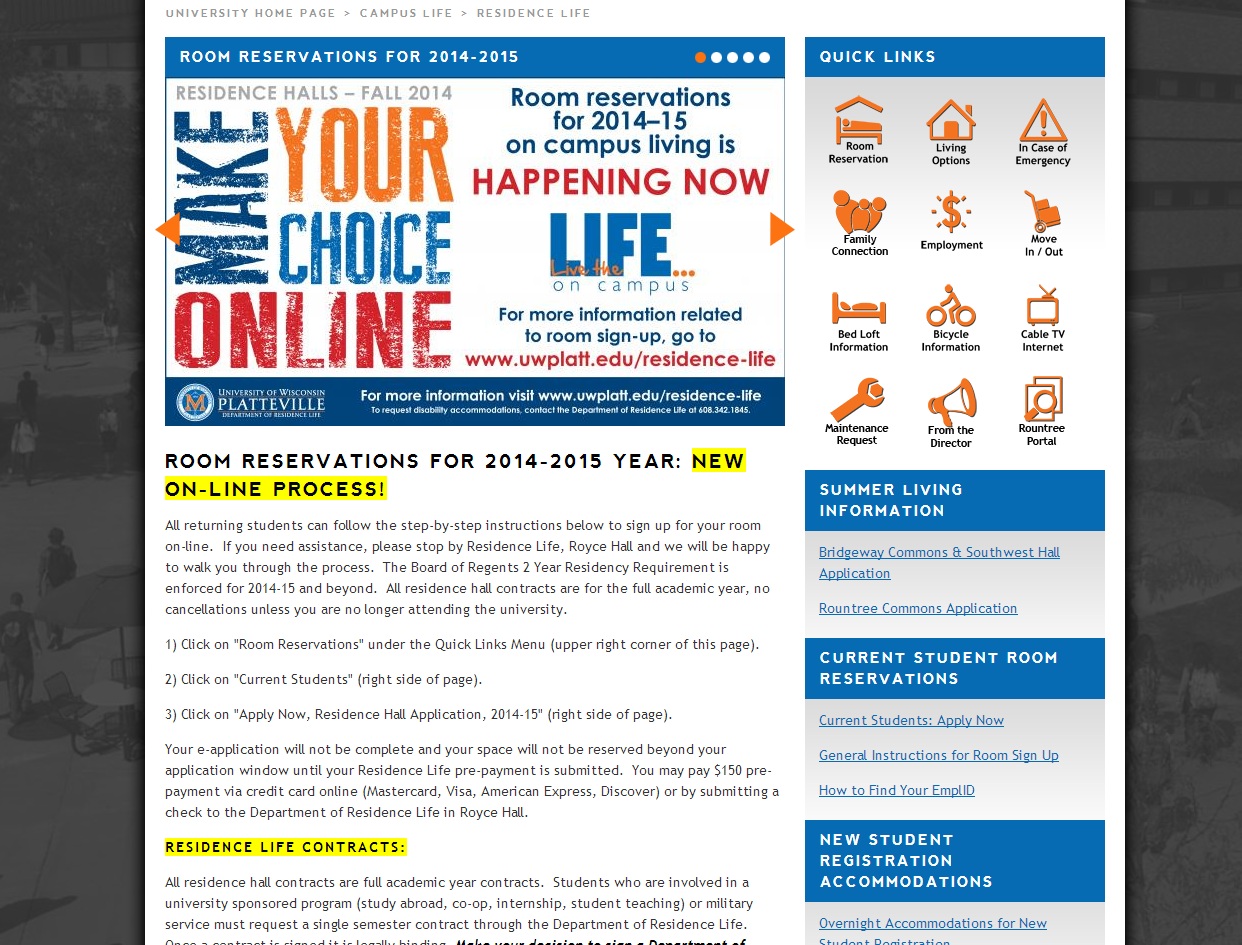 UNIVERSITY HOME PAGE > CAMPUS LIFE > RESIDENCE LIFE
ROOM RESERVATIONS FOR 2014-2015
RESIDENCE HALLS – FALL 2014
MAKE
YOUR
CHOICE
ONLINE
Room reservations
for 2014–15
on campus living is
HAPPENING NOW
LIFE...
Live the
on campus
For more information related
to room sign-up, go to
www.uwplatt.edu/residence-life
UNIVERSITY OF WISCONSIN
PLATTEVILLE
DEPARTMENT OF RESIDENCE LIFE
For more information visit www.uwplatt.edu/residence-life
To request disability accommodations, contact the Department of Residence Life at 608.342.1845.
ROOM RESERVATIONS FOR 2014-2015 YEAR: NEW
ON-LINE PROCESS!
All returning students can follow the step-by-step instructions below to sign up for your room
on-line.  If you need assistance, please stop by Residence Life, Royce Hall and we will be happy
to walk you through the process.  The Board of Regents 2 Year Residency Requirement is
enforced for 2014-15 and beyond.  All residence hall contracts are for the full academic year, no
cancellations unless you are no longer attending the university.
1) Click on "Room Reservations" under the Quick Links Menu (upper right corner of this page).
2) Click on "Current Students" (right side of page).
3) Click on "Apply Now, Residence Hall Application, 2014-15" (right side of page).
Your e-application will not be complete and your space will not be reserved beyond your
application window until your Residence Life pre-payment is submitted.  You may pay $150 pre-
payment via credit card online (Mastercard, Visa, American Express, Discover) or by submitting a
check to the Department of Residence Life in Royce Hall.
RESIDENCE LIFE CONTRACTS:
All residence hall contracts are full academic year contracts.  Students who are involved in a
university sponsored program (study abroad, co-op, internship, student teaching) or military
service must request a single semester contract through the Department of Residence Life.
Once a contract is signed it is legally binding.  Make your decision to sign a Department of
QUICK LINKS
Room
Reservation
Living
Options
In Case of
Emergency
Family
Connection
Employment
Move
In / Out
Bed Loft
Information
Bicycle
Information
Cable TV
Internet
Maintenance
Request
From the
Director
Rountree
Portal
SUMMER LIVING
INFORMATION
Bridgeway Commons & Southwest Hall
Application
Rountree Commons Application
CURRENT STUDENT ROOM
RESERVATIONS
Current Students: Apply Now
General Instructions for Room Sign Up
How to Find Your EmplID
NEW STUDENT
REGISTRATION
ACCOMMODATIONS
Overnight Accommodations for New
Student Registration